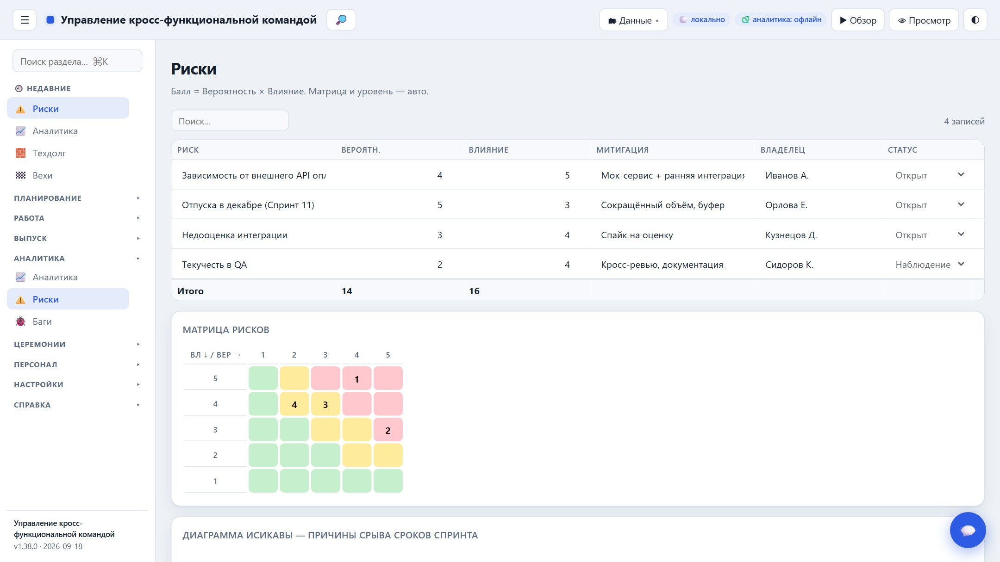 ☰ Управление кросс-функциональной командой
Данные ▾ локально аналитика: офлайн ▶ Обзор Просмотр
Поиск раздела... ⌘K
НЕДАВНИЕ
Риски
Аналитика
Техдолг
Вехи
ПЛАНИРОВАНИЕ
РАБОТА
ВЫПУСК
АНАЛИТИКА
Аналитика
Риски
Баги
ЦЕРЕМОНИИ
ПЕРСОНАЛ
НАСТРОЙКИ
СПРАВКА
Управление кросс-
функциональной командой
v1.38.0 · 2026-09-18
Риски
Балл = Вероятность × Влияние. Матрица и уровень — авто.
Поиск... 4 записей
РИСК ВЕРОЯТН. ВЛИЯНИЕ МИТИГАЦИЯ ВЛАДЕЛЕЦ СТАТУС
Зависимость от внешнего API опл 4 5 Мок-сервис + ранняя интеграция Иванов А. Открыт
Отпуска в декабре (Спринт 11) 5 3 Сокращённый объём, буфер Орлова Е. Открыт
Недооценка интеграции 3 4 Спайк на оценку Кузнецов Д. Открыт
Текучесть в QA 2 4 Кросс-ревью, документация Сидоров К. Наблюдение
Итого 14 16
МАТРИЦА РИСКОВ
ВЛ ↓ / ВЕР → 1 2 3 4 5
5 1
4 4 3
3 2
2
1
ДИАГРАММА ИСИКАВЫ — ПРИЧИНЫ СРЫВА СРОКОВ СПРИНТА